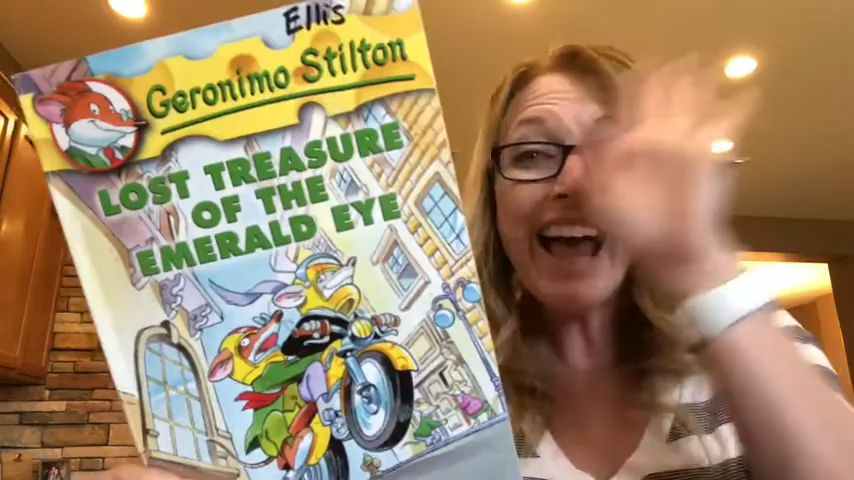 Ellis
Geronimo Stilton
LOST TREASURE
OF THE
EMERALD EYE